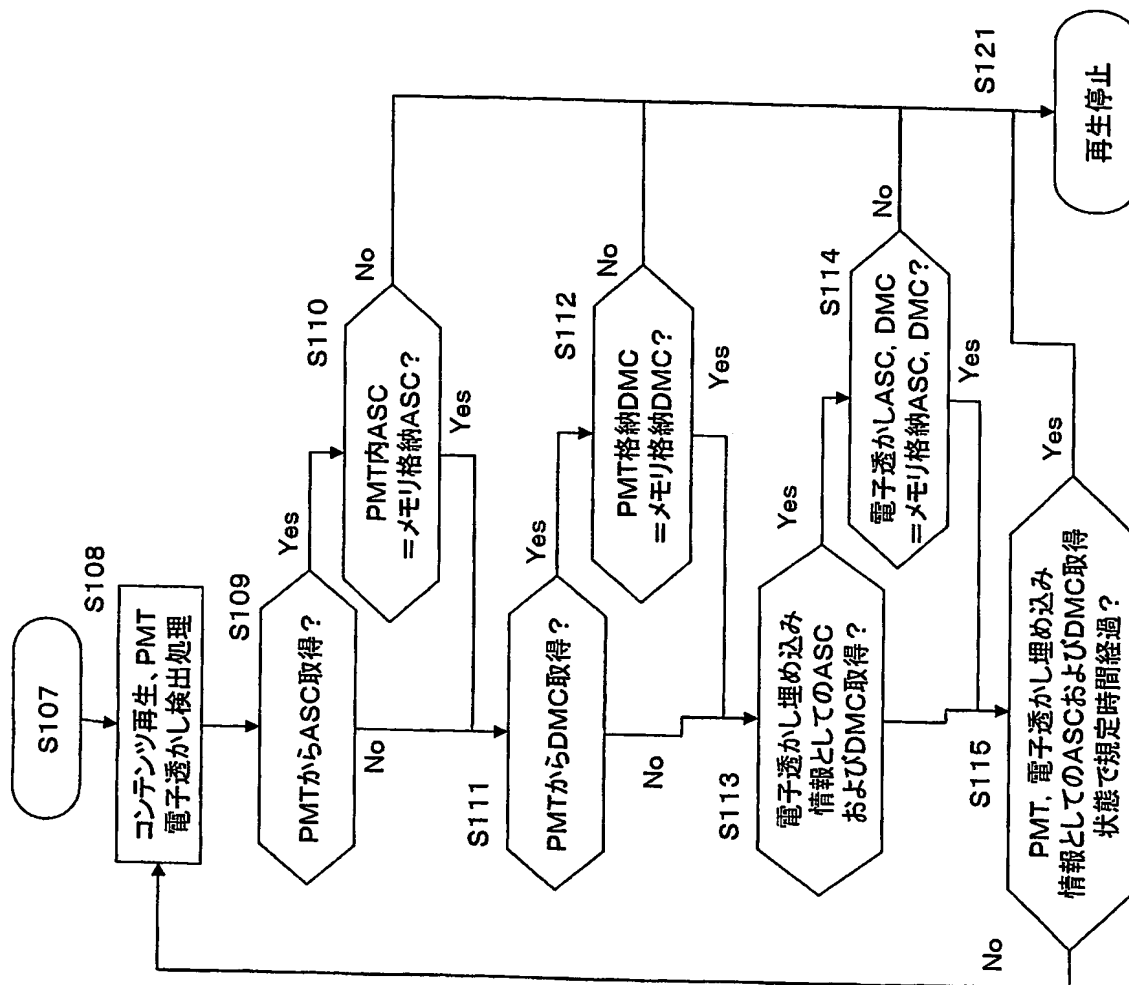 S107
S108
コンテンツ再生、PMT
電子透かし検出処理
S109
PMTからASC取得?
Yes
No
S110
PMT内ASC
=メモリ格納ASC?
No
Yes
S111
PMTからDMC取得?
Yes
No
S112
PMT格納DMC
=メモリ格納DMC?
No
Yes
S113
電子透かし埋め込み
情報としてのASC
およびDMC取得?
Yes
S114
電子透かしASC, DMC
=メモリ格納ASC, DMC?
No
Yes
S115
PMT, 電子透かし埋め込み
情報としてのASCおよびDMC取得
状態で規定時間経過?
Yes
No
S121
再生停止